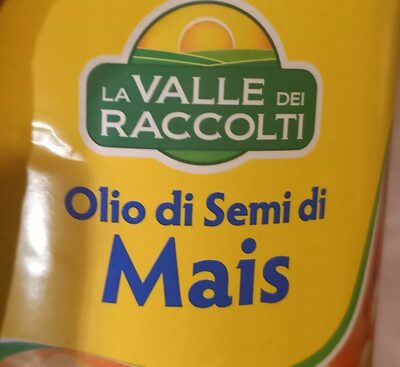 LA VALLE DEI
RACCOLTI
Olio di Semi di
Mais